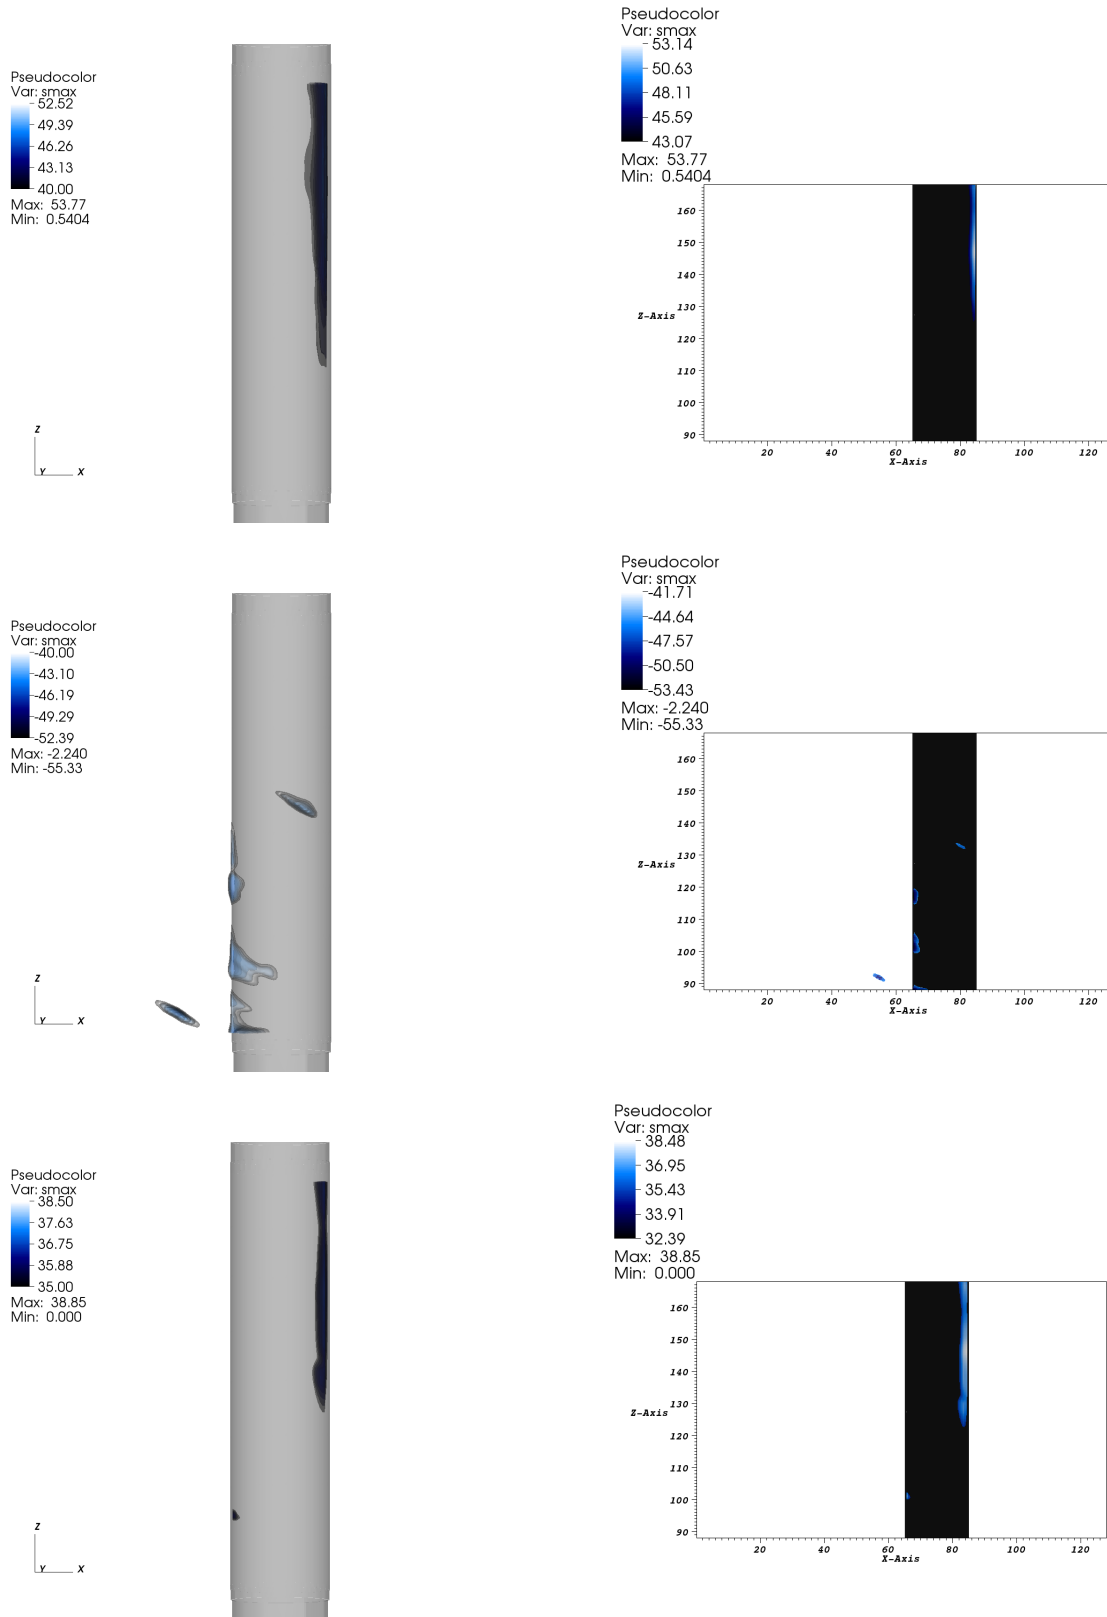 Pseudocolor
Var: smax
52.52
49.39
46.26
43.13
40.00
Max: 53.77
Min: 0.5404
Z
Y X
Pseudocolor
Var: smax
53.14
50.63
48.11
45.59
43.07
Max: 53.77
Min: 0.5404
160
150
140
130
Z-Axis
120
110
100
90
20 40 60 80 100 120
X-Axis
Pseudocolor
Var: smax
-40.00
-43.10
-46.19
-49.29
-52.39
Max: -2.240
Min: -55.33
Z
Y X
Pseudocolor
Var: smax
-41.71
-44.64
-47.57
-50.50
-53.43
Max: -2.240
Min: -55.33
160
150
140
130
Z-Axis
120
110
100
90
20 40 60 80 100 120
X-Axis
Pseudocolor
Var: smax
38.50
37.63
36.75
35.88
35.00
Max: 38.85
Min: 0.000
Z
Y X
Pseudocolor
Var: smax
38.48
36.95
35.43
33.91
32.39
Max: 38.85
Min: 0.000
160
150
140
130
Z-Axis
120
110
100
90
20 40 60 80 100 120
X-Axis